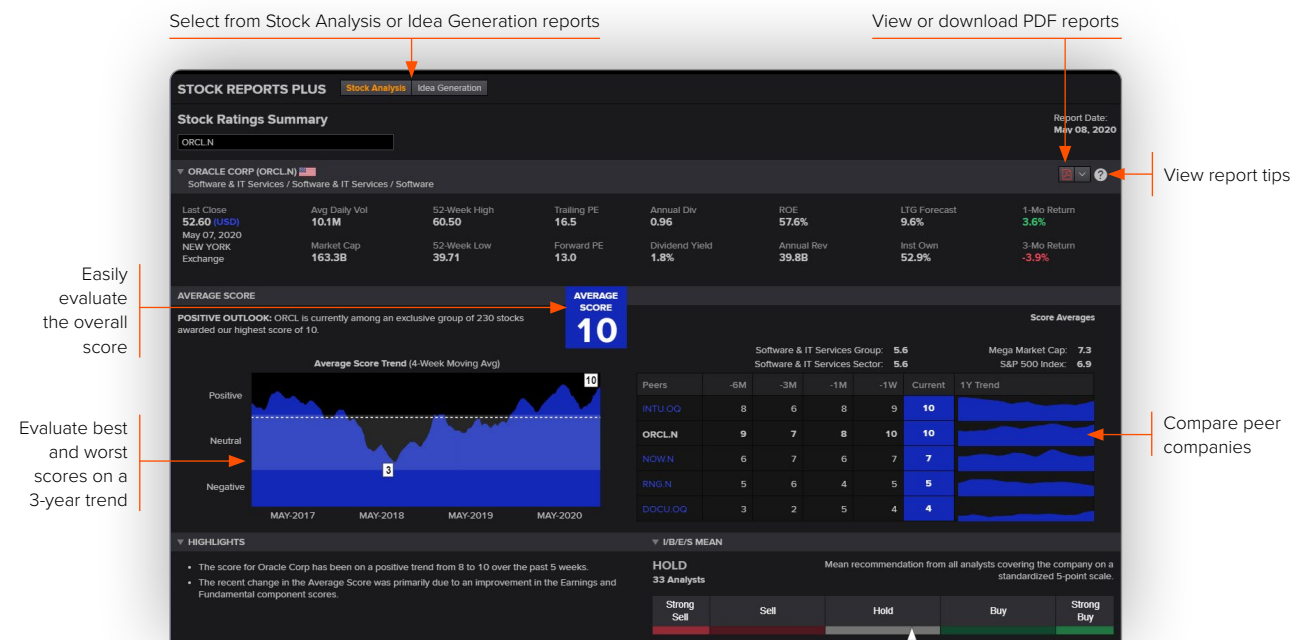 Select from Stock Analysis or Idea Generation reports
View or download PDF reports
STOCK REPORTS PLUS Stock Analysis Idea Generation
Stock Ratings Summary
Report Date:
May 08, 2020
ORCL.N
ORACLE CORP (ORCL.N)
Software & IT Services / Software & IT Services / Software
?
View report tips
Last Close Avg Daily Vol 52-Week High Trailing PE Annual Div ROE LTG Forecast 1-Mo Return
52.60 (USD) 10.1M 60.50 16.5 0.96 57.6% 9.6% 3.6%
May 07, 2020
NEW YORK Market Cap 52-Week Low Forward PE Dividend Yield Annual Rev Inst Own 3-Mo Return
Exchange 163.3B 39.71 13.0 1.8% 39.8B 52.9% -3.9%
Easily
evaluate
the overall
score
AVERAGE SCORE
AVERAGE
SCORE
10
POSITIVE OUTLOOK: ORCL is currently among an exclusive group of 230 stocks
awarded our highest score of 10.
Score Averages
Software & IT Services Group: 5.6 Mega Market Cap: 7.3
Software & IT Services Sector: 5.6 S&P 500 Index: 6.9
Average Score Trend (4-Week Moving Avg)
10
Positive
Neutral
Negative
3
MAY-2017 MAY-2018 MAY-2019 MAY-2020
Evaluate best
and worst
scores on a
3-year trend
Peers -6M -3M -1M -1W Current 1Y Trend
INTU.OQ 8 6 8 9 10
ORCL.N 9 7 8 10 10
NOW.N 6 7 6 7 7
RNG.N 5 6 4 5 5
DOCU.OQ 3 2 5 4 4
Compare peer
companies
HIGHLIGHTS
• The score for Oracle Corp has been on a positive trend from 8 to 10 over the past 5 weeks.
• The recent change in the Average Score was primarily due to an improvement in the Earnings and
Fundamental component scores.
I/B/E/S MEAN
HOLD
33 Analysts
Mean recommendation from all analysts covering the company on a
standardized 5-point scale.
Strong
Sell
Sell
Hold
Buy
Strong
Buy